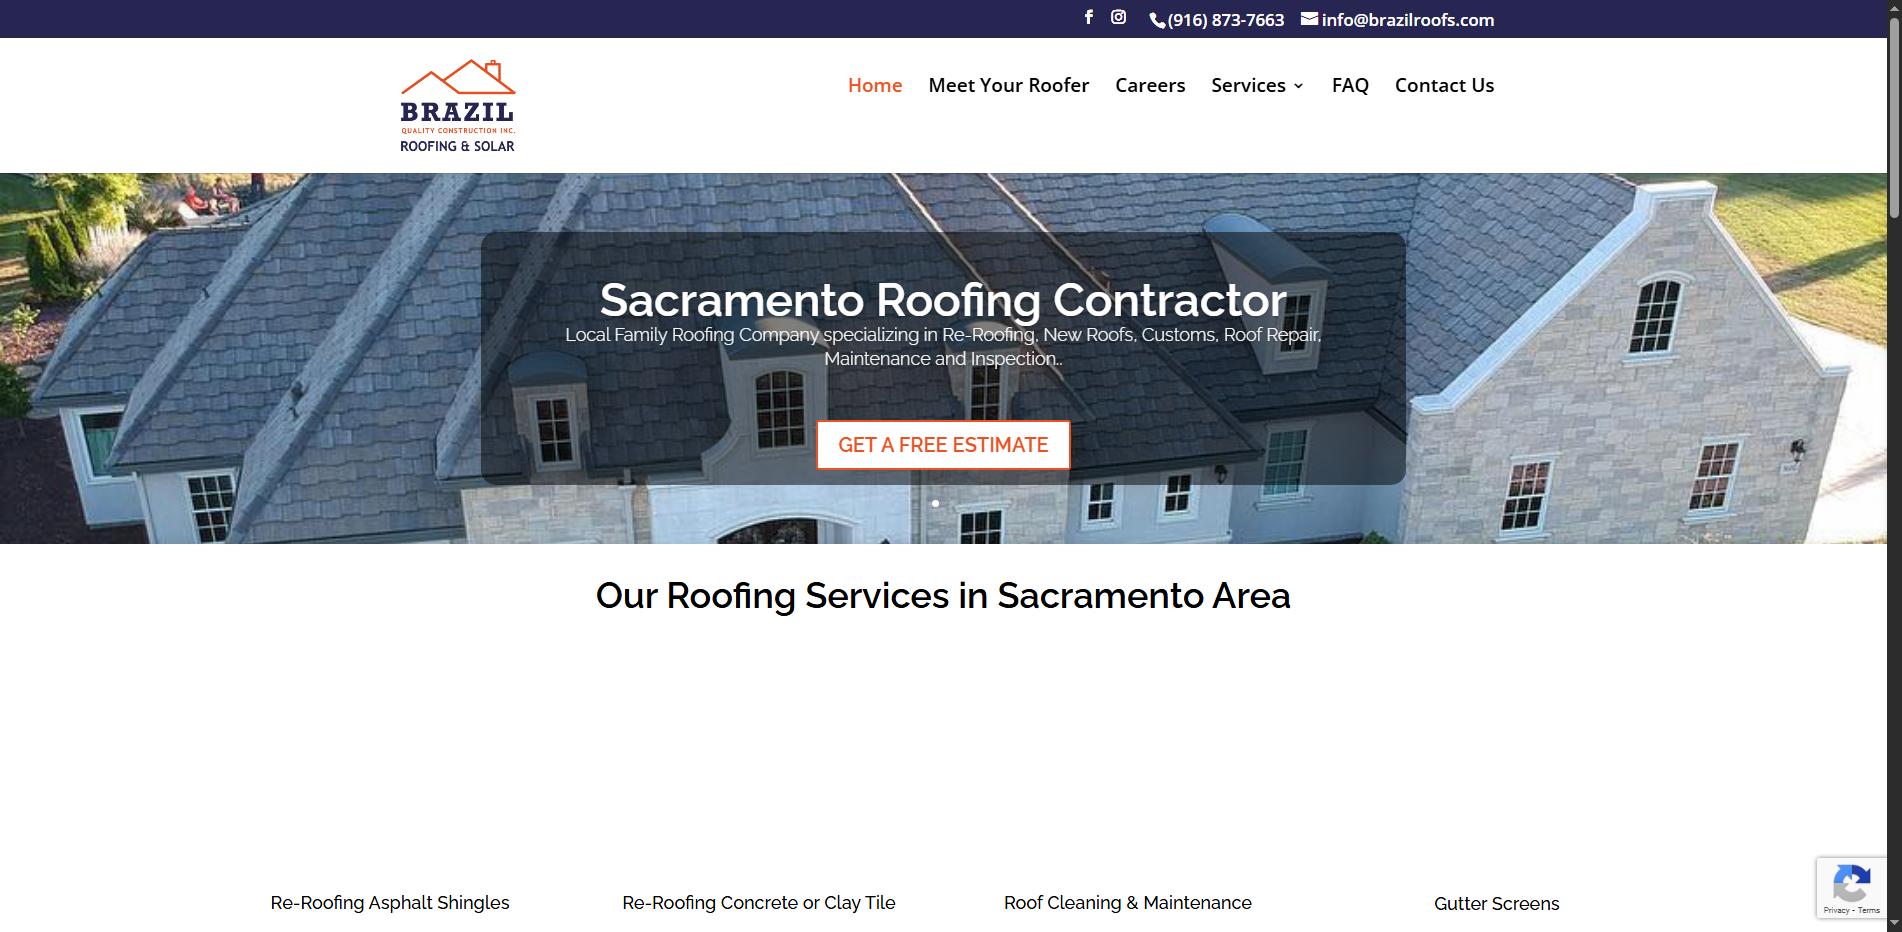 (916) 873-7663 info@brazilroofs.com
BRAZIL
QUALITY CONSTRUCTION INC.
ROOFING & SOLAR
Home Meet Your Roofer Careers Services FAQ Contact Us
Sacramento Roofing Contractor
Local Family Roofing Company specializing in Re-Roofing, New Roofs, Customs, Roof Repair,
Maintenance and Inspection..
GET A FREE ESTIMATE
Our Roofing Services in Sacramento Area
Re-Roofing Asphalt Shingles
Re-Roofing Concrete or Clay Tile
Roof Cleaning & Maintenance
Gutter Screens
Privacy - Terms